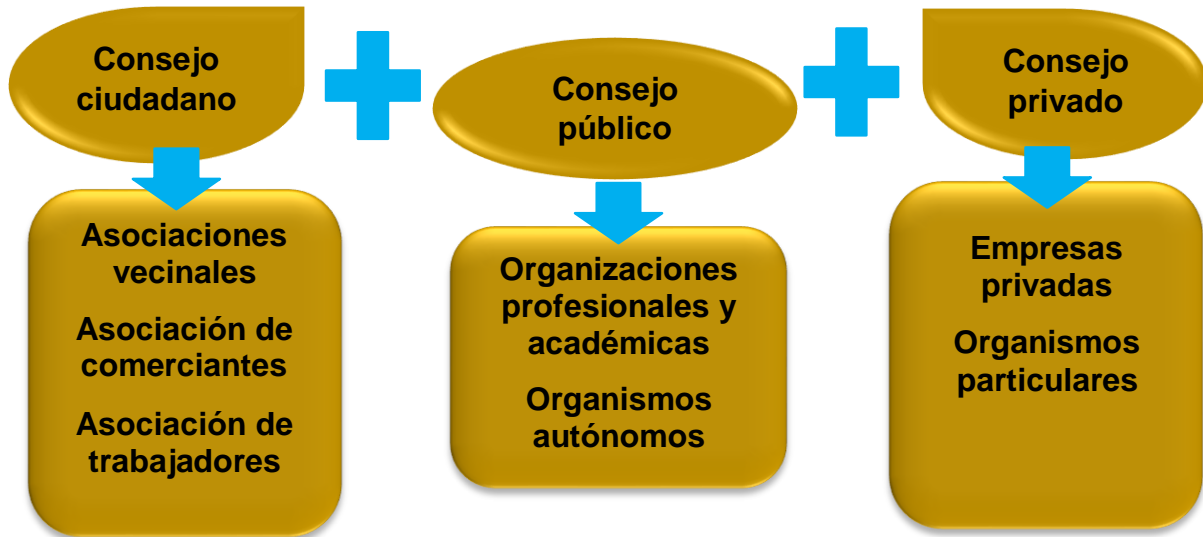 Consejo
ciudadano
Consejo
público
Consejo
privado
Asociaciones
vecinales
Asociación de
comerciantes
Asociación de
trabajadores
Organizaciones
profesionales y
académicas
Organismos
autónomos
Empresas
privadas
Organismos
particulares